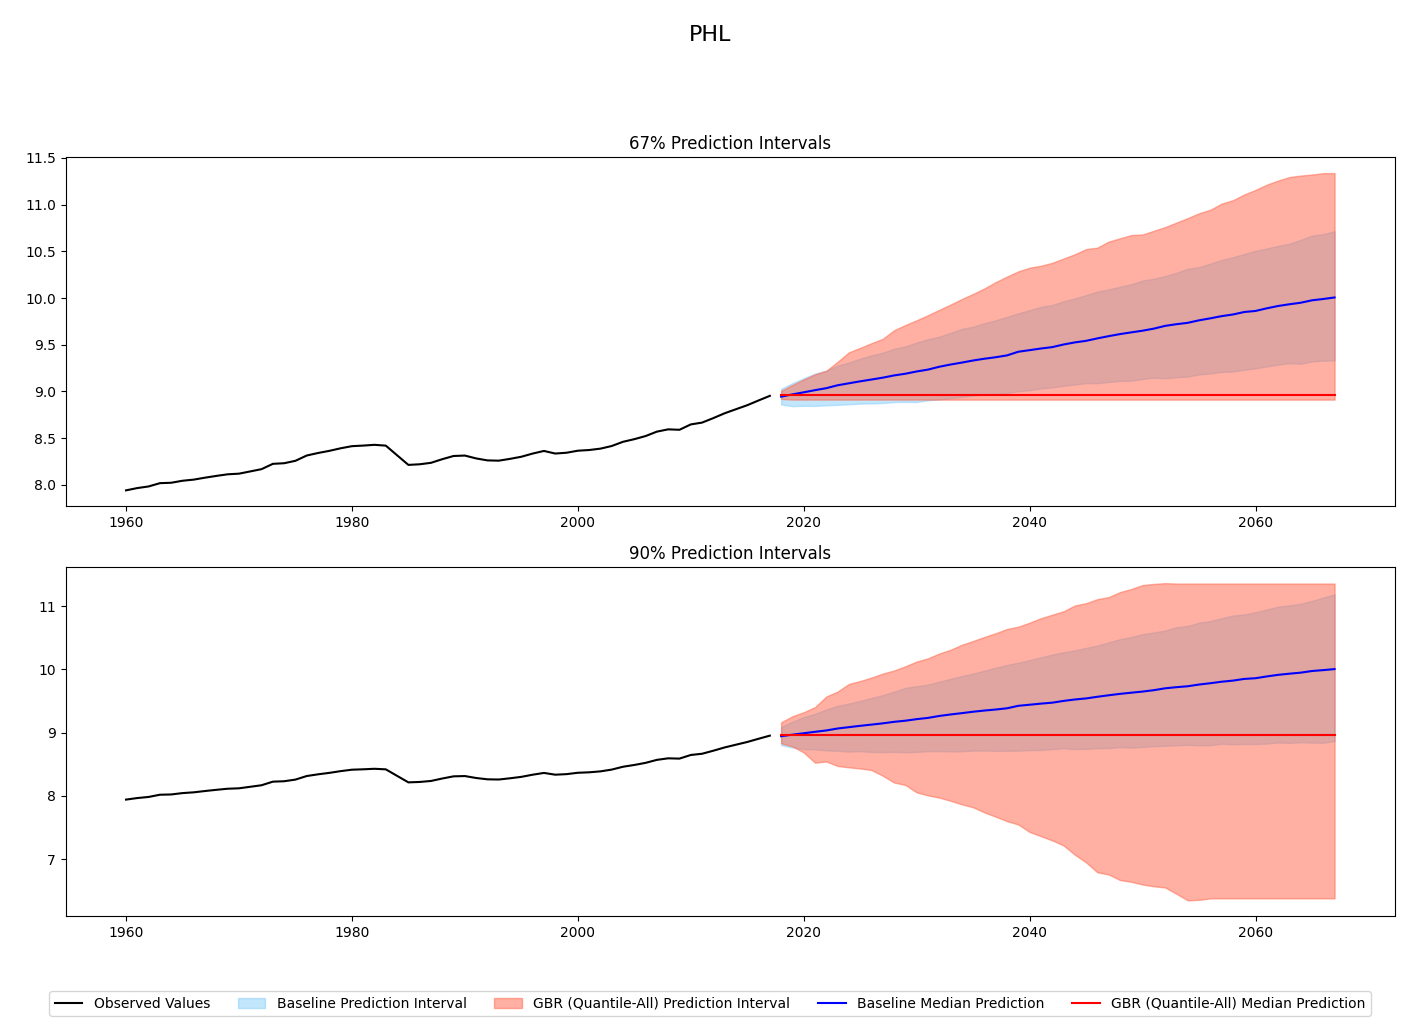 PHL
67% Prediction Intervals
11.5
11.0
10.5
10.0
9.5
9.0
8.5
8.0
1960 1980 2000 2020 2040 2060
90% Prediction Intervals
11
10
9
8
7
1960 1980 2000 2020 2040 2060
Observed Values Baseline Prediction Interval GBR (Quantile-All) Prediction Interval Baseline Median Prediction GBR (Quantile-All) Median Prediction